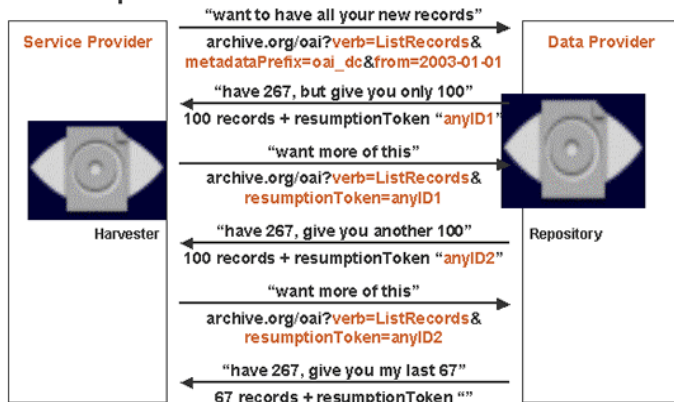 "want to have all your new records"
Service Provider
archive.org/oai?verb=ListRecords&
metadataPrefix=oai_dc&from=2003-01-01
Data Provider
"have 267, but give you only 100"
100 records + resumptionToken "anyID1"
"want more of this"
archive.org/oai?verb=ListRecords&
resumptionToken=anyID1
Harvester
"have 267, give you another 100"
Repository
100 records + resumptionToken "anyID2"
"want more of this"
archive.org/oai?verb=ListRecords&
resumptionToken=anyID2
"have 267, give you my last 67"
67 records + resumptionToken ""